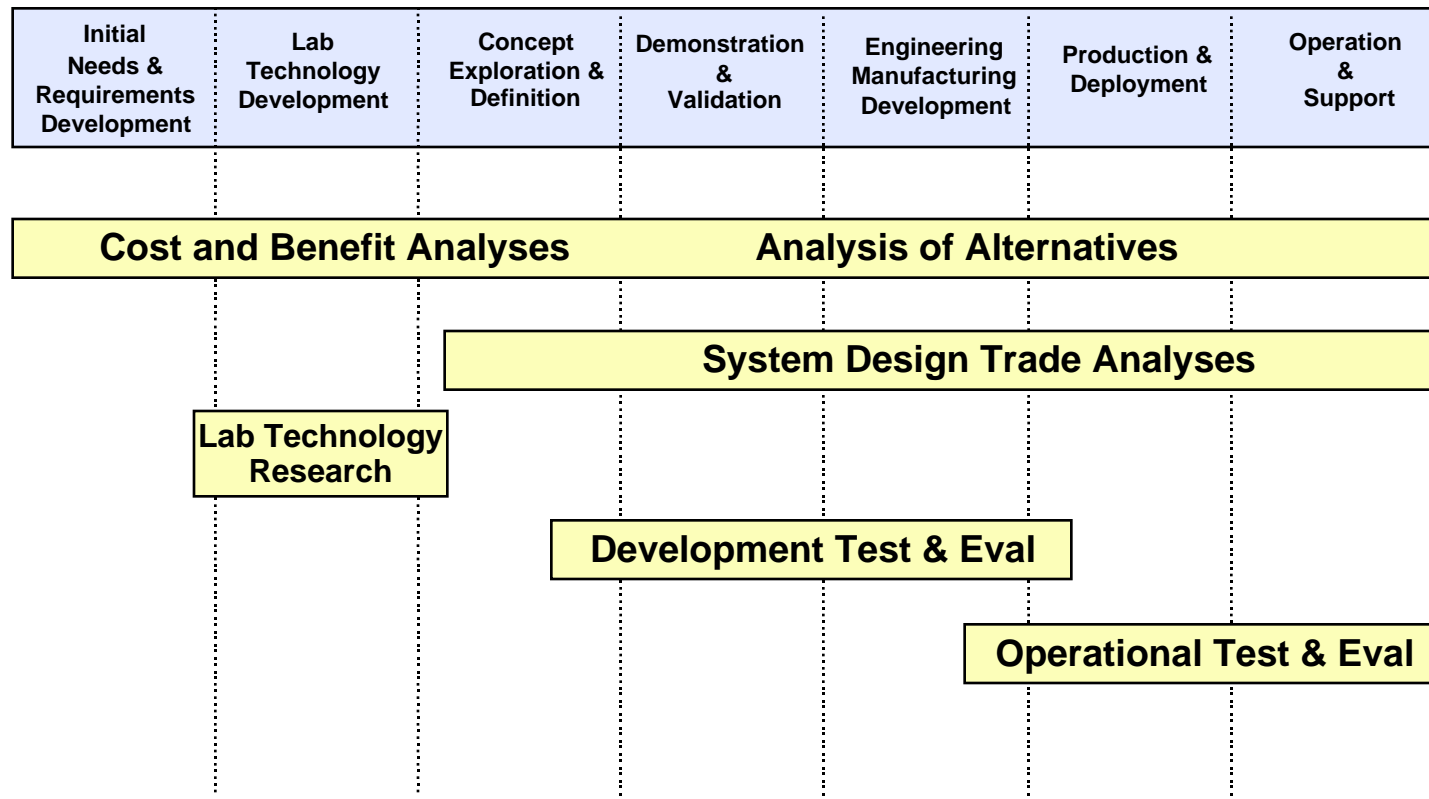 Initial
Needs &
Requirements
Development
Lab
Technology
Development
Concept
Exploration &
Definition
Demonstration
&
Validation
Engineering
Manufacturing
Development
Production &
Deployment
Operation
&
Support
Cost and Benefit Analyses
Analysis of Alternatives
System Design Trade Analyses
Lab Technology
Research
Development Test & Eval
Operational Test & Eval